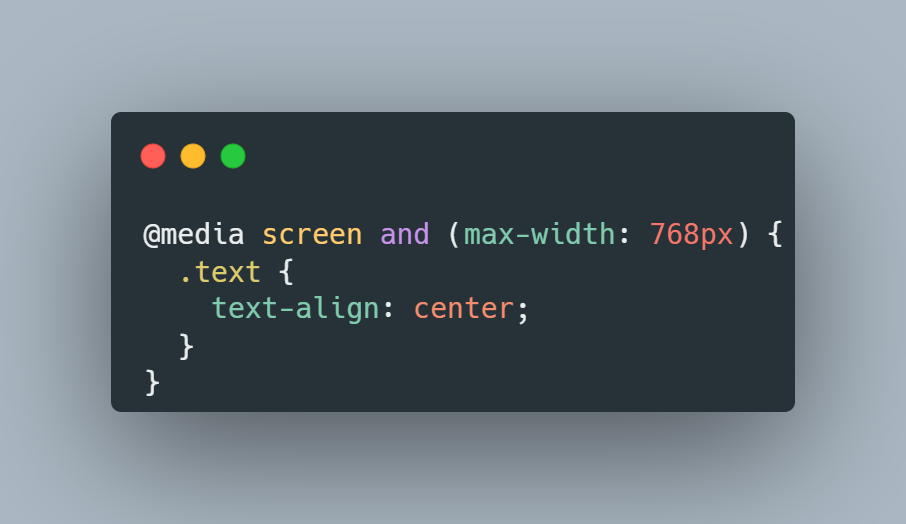 @media screen and (max-width: 768px) {
  .text {
    text-align: center;
  }
}